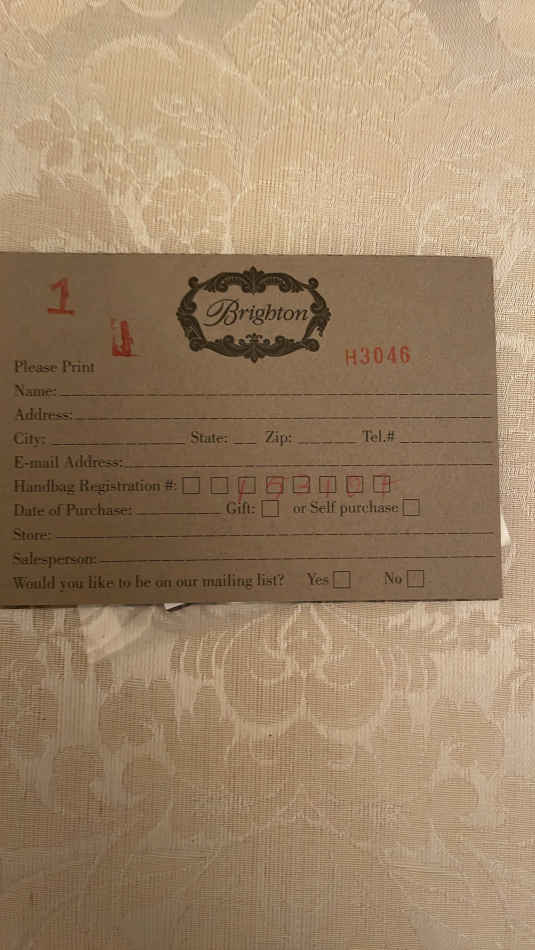 1
Brighton
H3046
Please Print
Name:
Address:
City: State: Zip: Tel.#
E-mail Address:
Handbag Registration #:
Date of Purchase: Gift: or Self purchase
Store:
Salesperson:
Would you like to be on our mailing list? Yes No